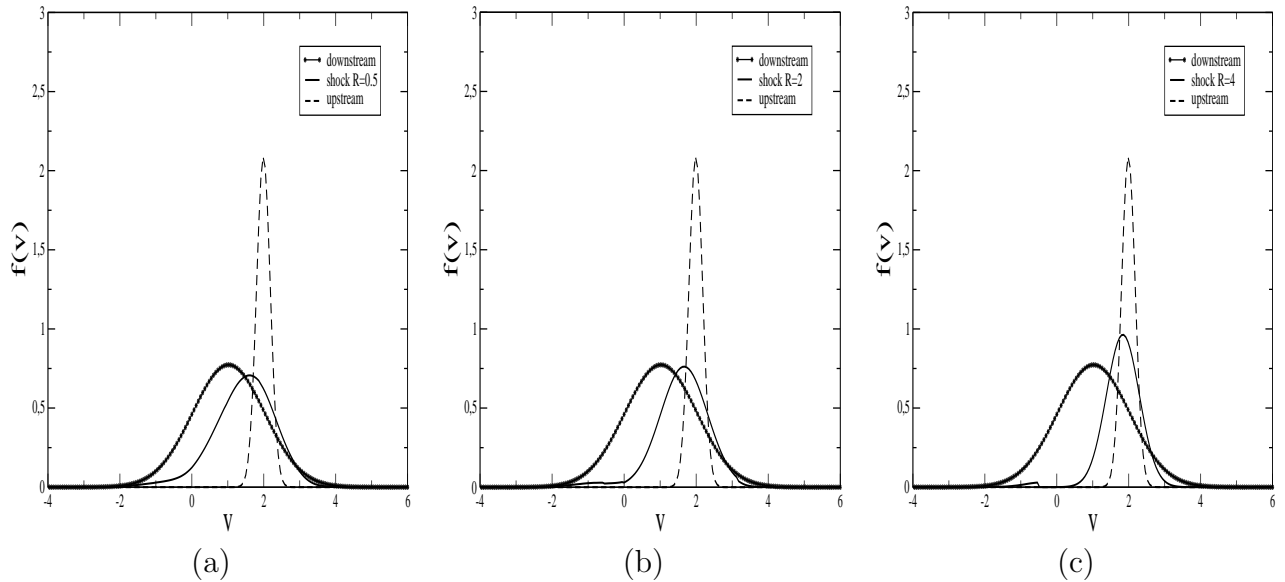 3
2,5
2
1,5
1
0,5
0
f(v)
downstream
shock R=0.5
upstream
-4
-2
0
2
4
6
V
(a)
3
2,5
2
1,5
1
0,5
0
f(v)
downstream
shock R=2
upstream
-4
-2
0
2
4
6
V
(b)
3
2,5
2
1,5
1
0,5
0
f(v)
downstream
shock R=4
upstream
-4
-2
0
2
4
6
V
(c)